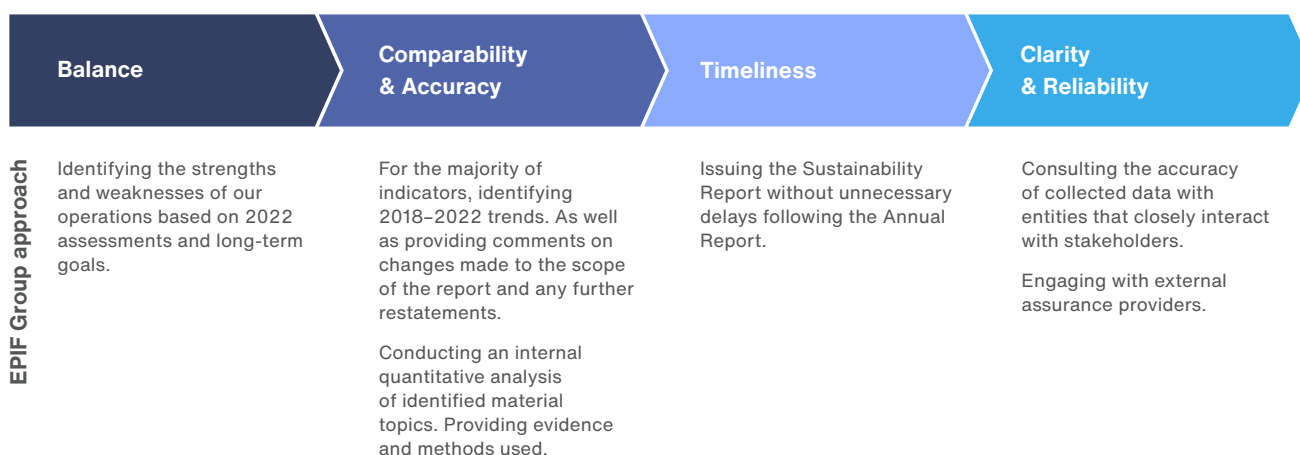 Balance
Comparability
& Accuracy
Timeliness
Clarity
& Reliability
EPIF Group approach
Identifying the strengths
and weaknesses of our
operations based on 2022
assessments and long-term
goals.
For the majority of
indicators, identifying
2018–2022 trends. As well
as providing comments on
changes made to the scope
of the report and any further
restatements.
Conducting an internal
quantitative analysis
of identified material
topics. Providing evidence
and methods used.
Issuing the Sustainability
Report without unnecessary
delays following the Annual
Report.
Consulting the accuracy
of collected data with
entities that closely interact
with stakeholders.
Engaging with external
assurance providers.